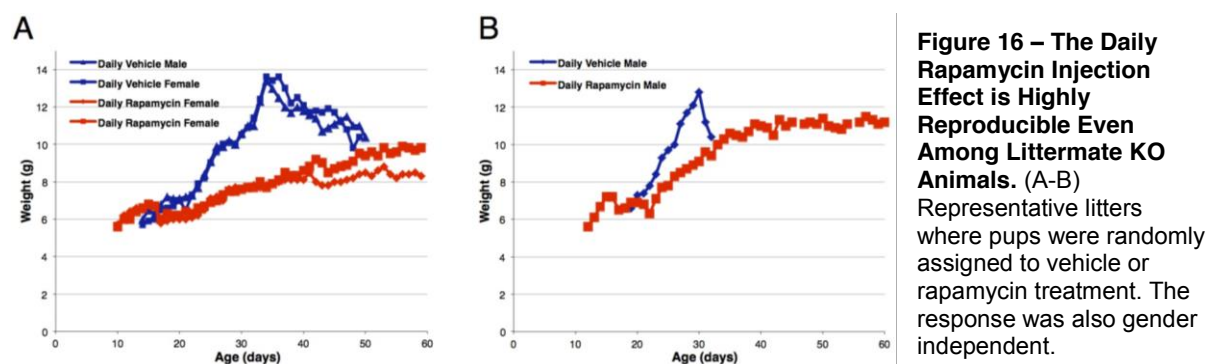 A
Daily Vehicle Male
Daily Vehicle Female
Daily Rapamycin Female
Daily Rapamycin Female
Weight (g)
14
12
10
8
6
4
2
0
0 10 20 30 40 50 60
Age (days)
B
Daily Vehicle Male
Daily Rapamycin Male
Weight (g)
14
12
10
8
6
4
2
0
0 10 20 30 40 50 60
Age (days)
Figure 16 – The Daily
Rapamycin Injection
Effect is Highly
Reproducible Even
Among Littermate KO
Animals. (A-B)
Representative litters
where pups were randomly
assigned to vehicle or
rapamycin treatment. The
response was also gender
independent.